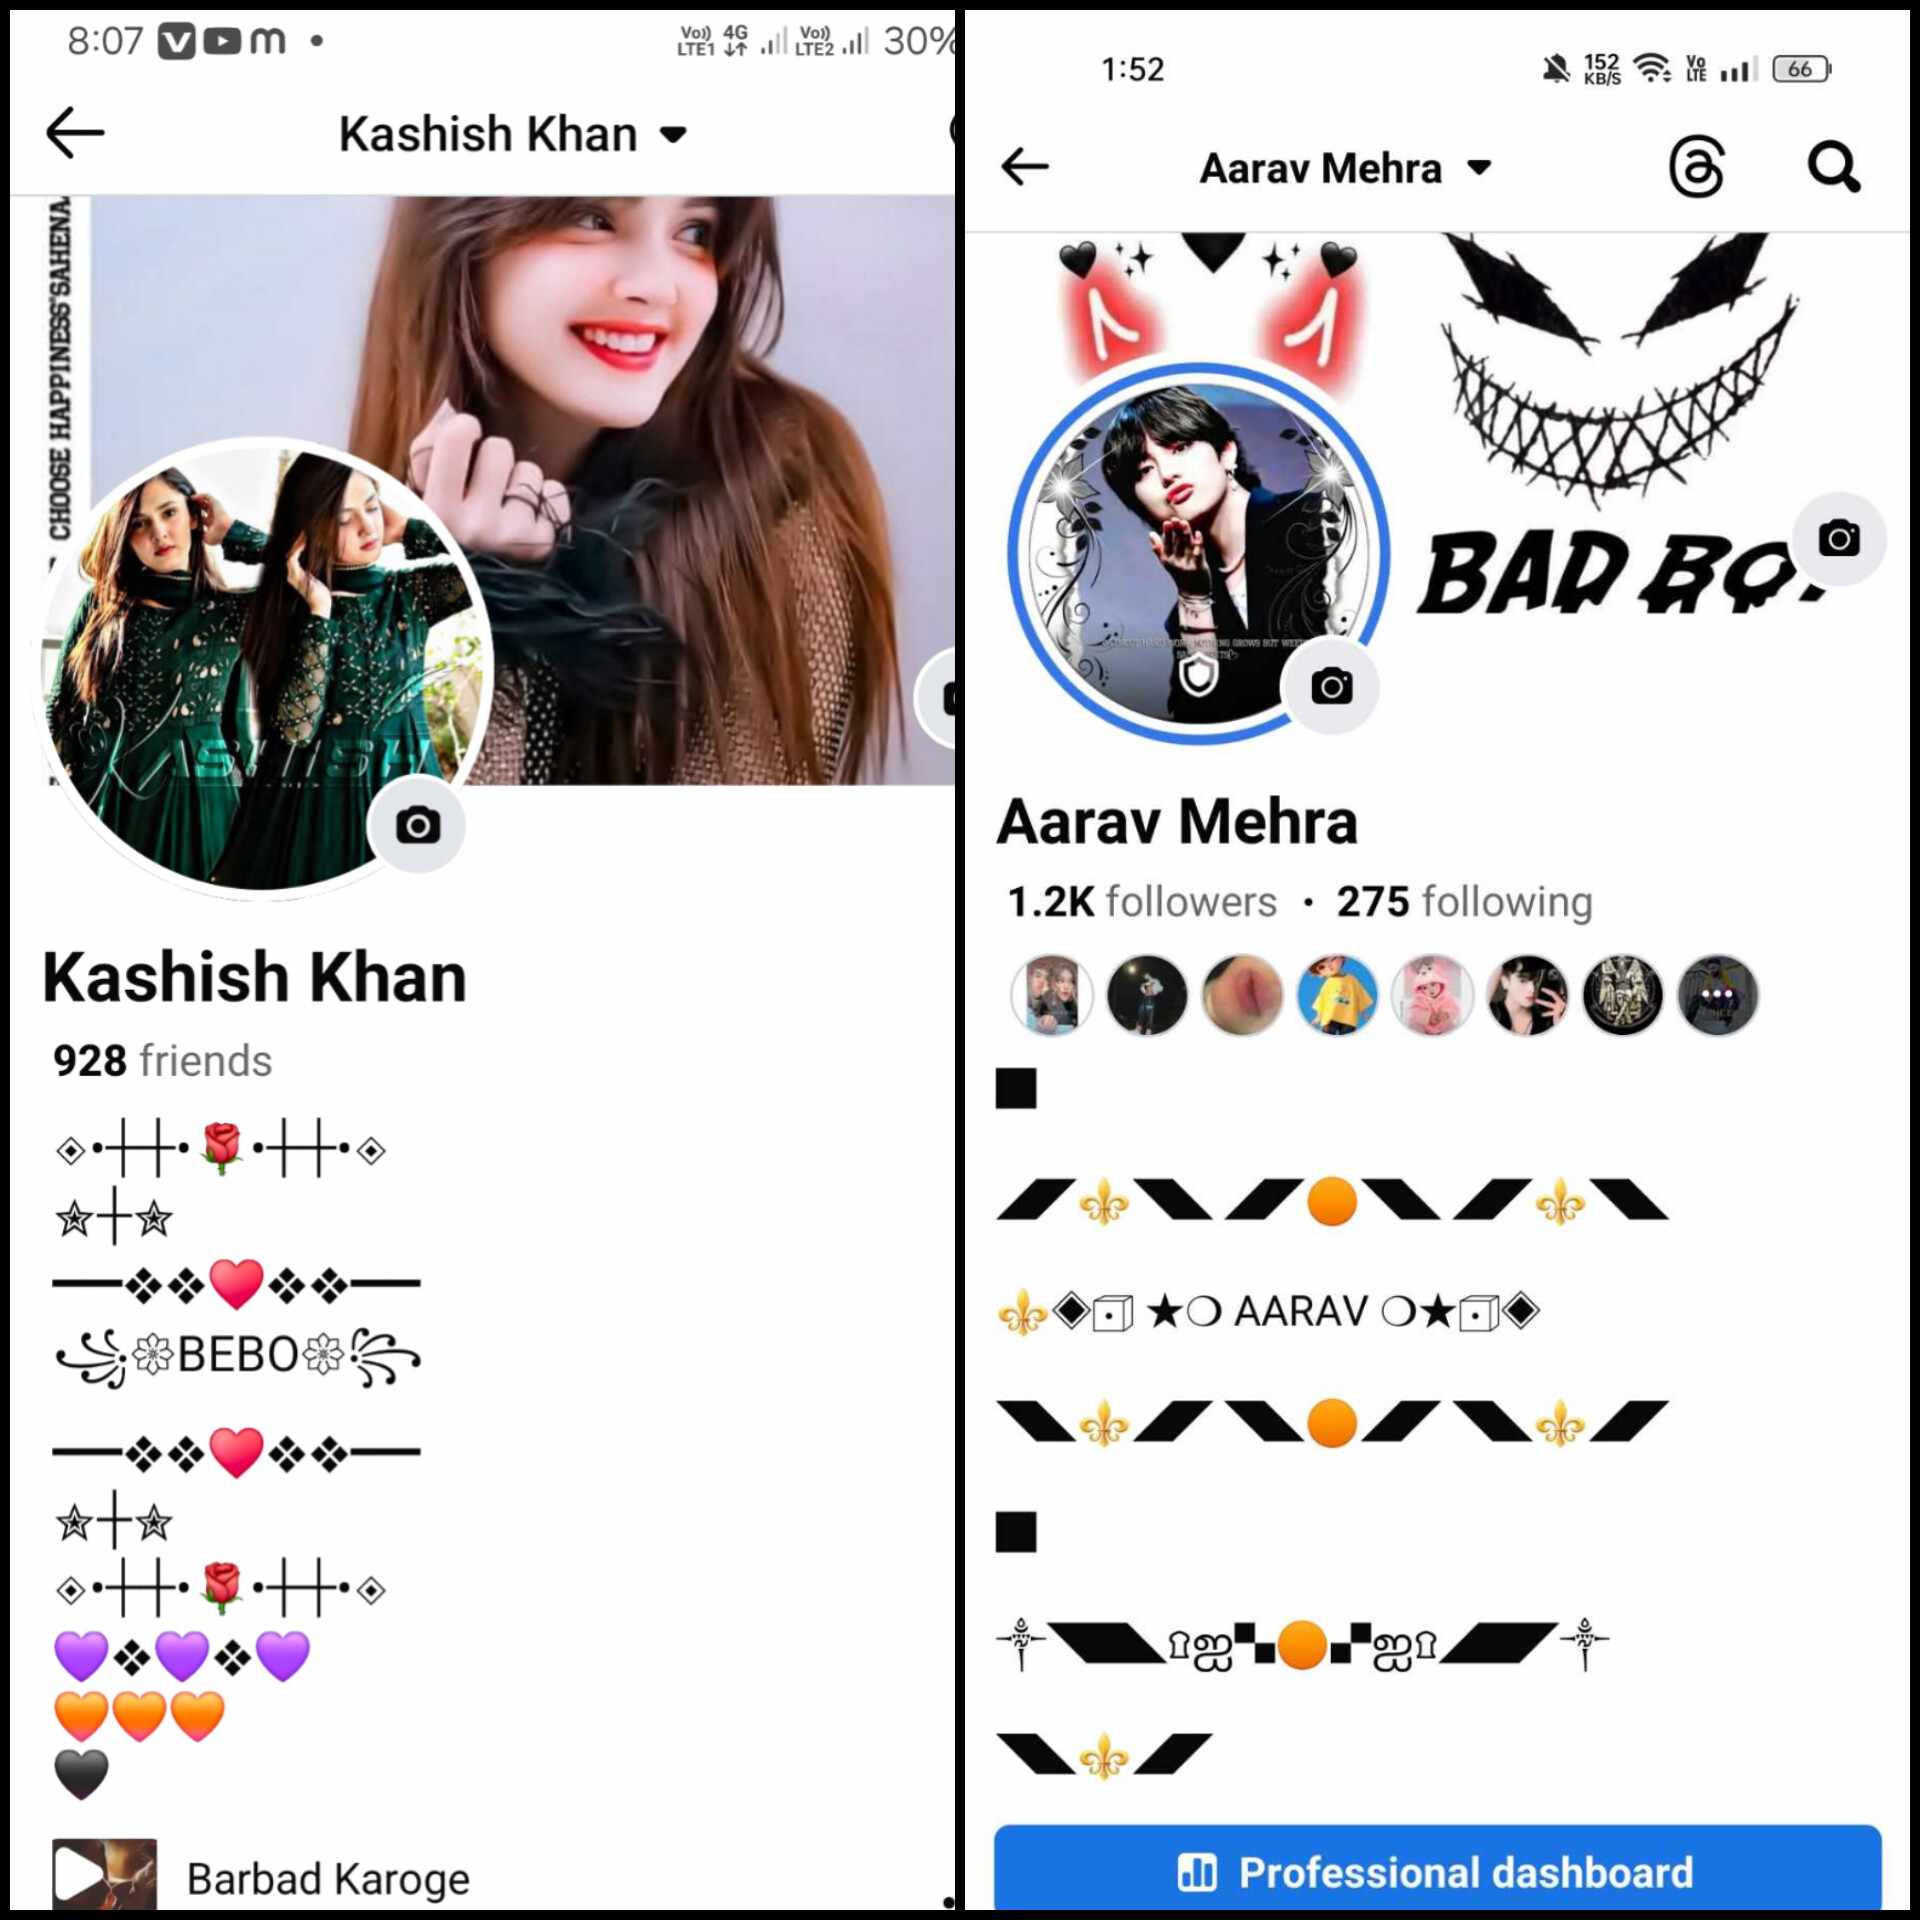 8:07
Vo)) LTE1 4G Vo)) LTE2 30%
Kashish Khan
CHOOSE HAPPINESS SAHENA
KASHISH
Kashish Khan
928 friends
◈•┼┼•🌹•┼┼•◈
✯┼✯
━━❖❖♥️❖❖━━
꧁❁BEBO❁꧂
━━❖❖♥️❖❖━━
✯┼✯
◈•┼┼•🌹•┼┼•◈
💜❖💜❖💜
🧡🧡🧡
🖤
Barbad Karoge
1:52
152 KB/S Vo LTE 66
Aarav Mehra
BAD BO
Aarav Mehra
1.2K followers • 275 following
■
◢◤⚜️◥◣◢◤🟠◥◣◢◤⚜️◥◣
⚜️◈⚀ ★❍ AARAV ❍★⚀◈
◥◣⚜️◢◤◥◣🟠◢◤◥◣⚜️◢◤
■
༒◥◣ஐ▚🟠▞ஐ◢◤༒
◥◣⚜️◢◤
Professional dashboard